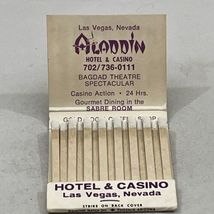 Las Vegas, Nevada
ALADDIN
HOTEL & CASINO
702/736-0111
BAGDAD THEATRE
SPECTACULAR
Casino Action • 24 Hrs.
Gourmet Dining in the
SABRE ROOM
HOTEL & CASINO
Las Vegas, Nevada
STRIKE ON BACK COVER